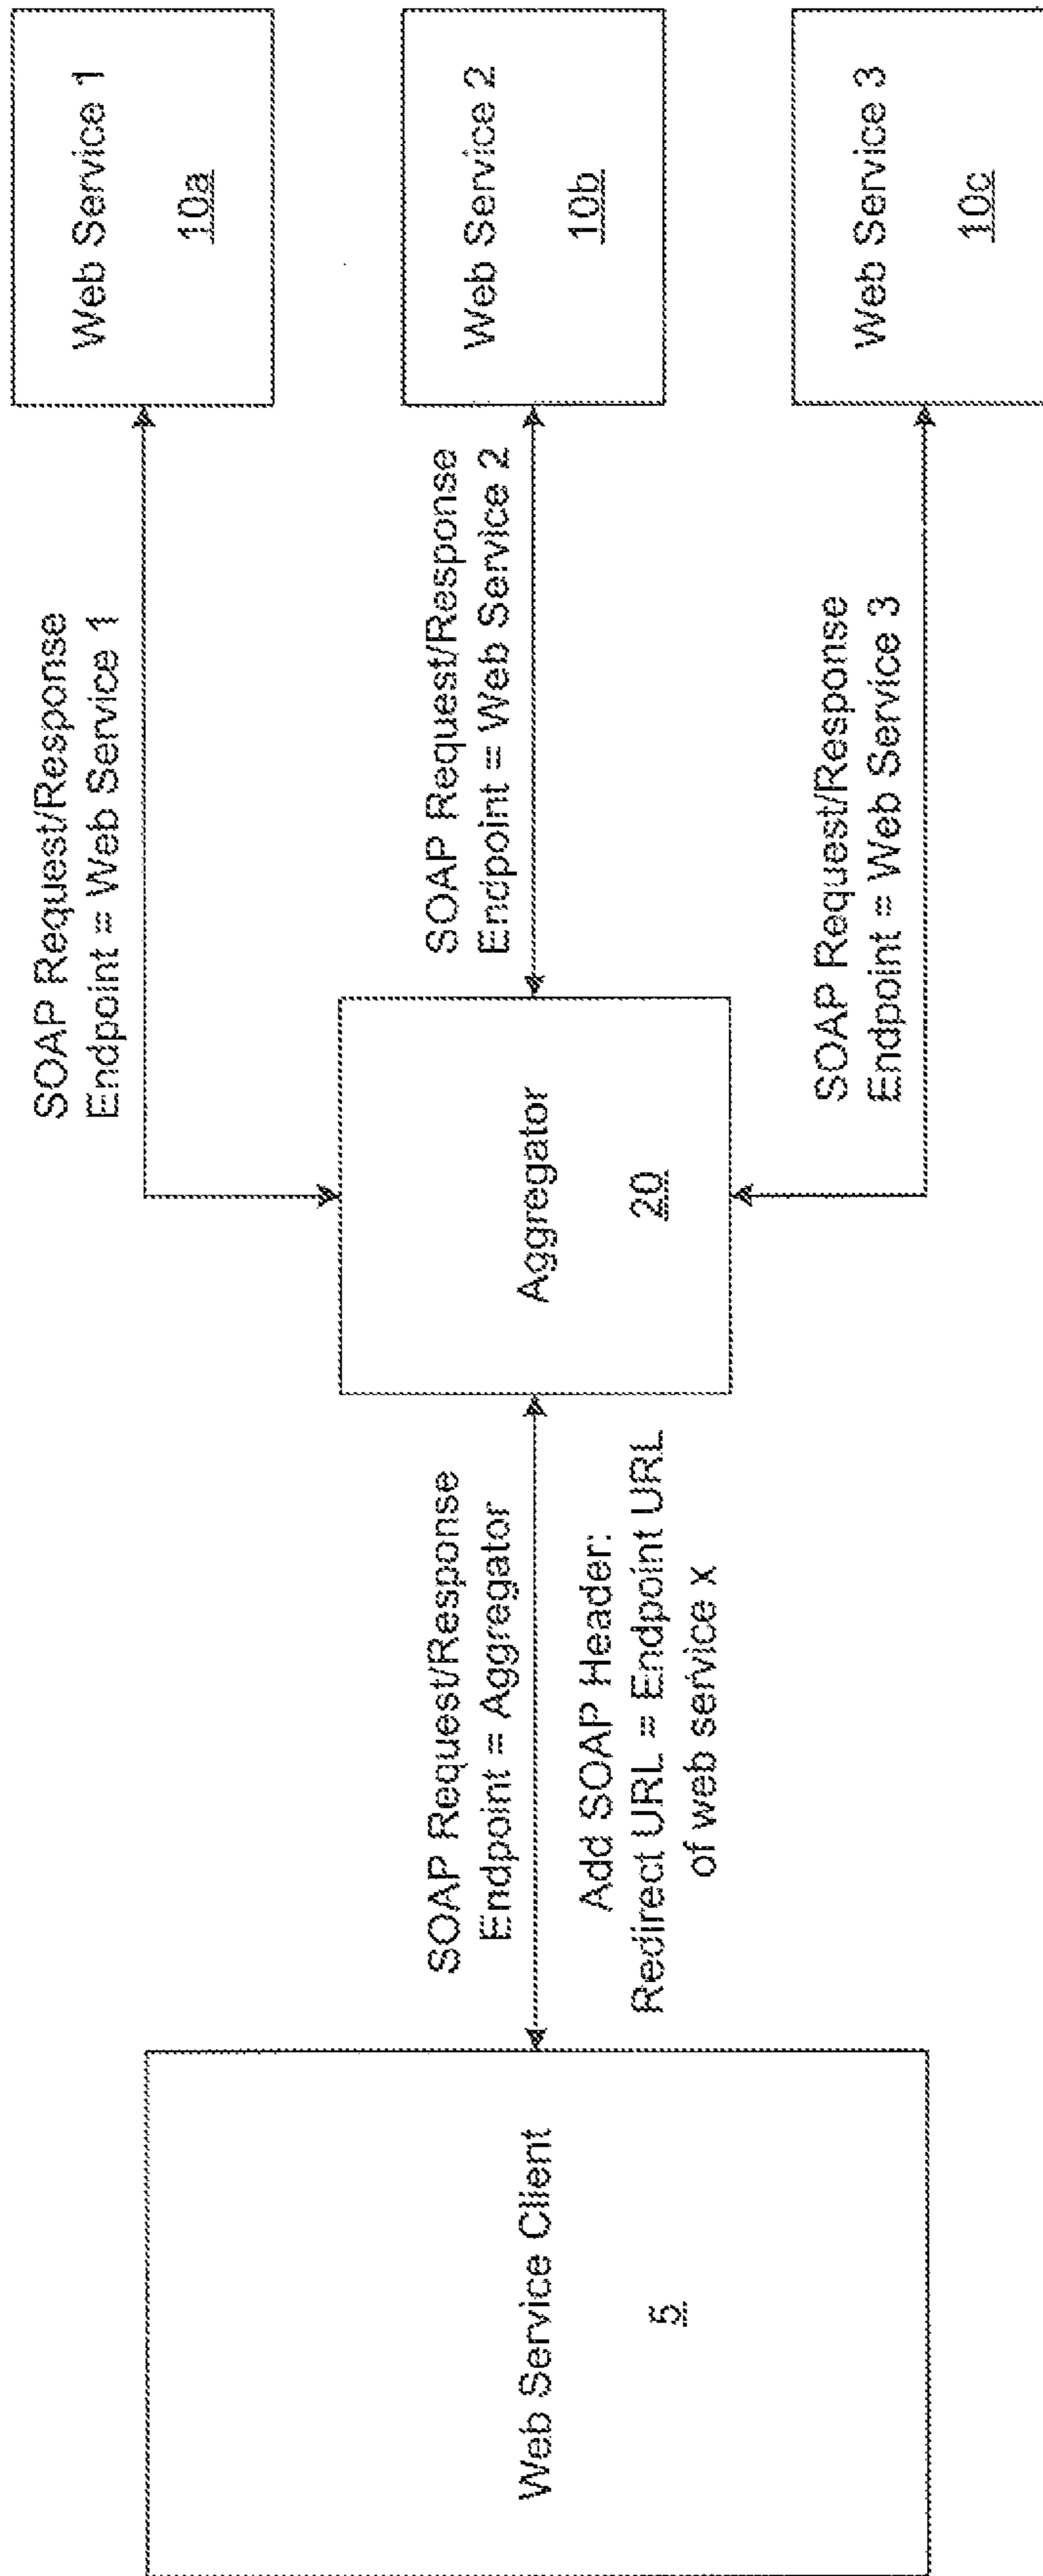 Web Service Client
5
SOAP Request/Response
Endpoint = Aggregator
Add SOAP Header:
Redirect URL = Endpoint URL
of web service x
Aggregator
20
SOAP Request/Response
Endpoint = Web Service 1
SOAP Request/Response
Endpoint = Web Service 2
SOAP Request/Response
Endpoint = Web Service 3
Web Service 1
10a
Web Service 2
10b
Web Service 3
10c